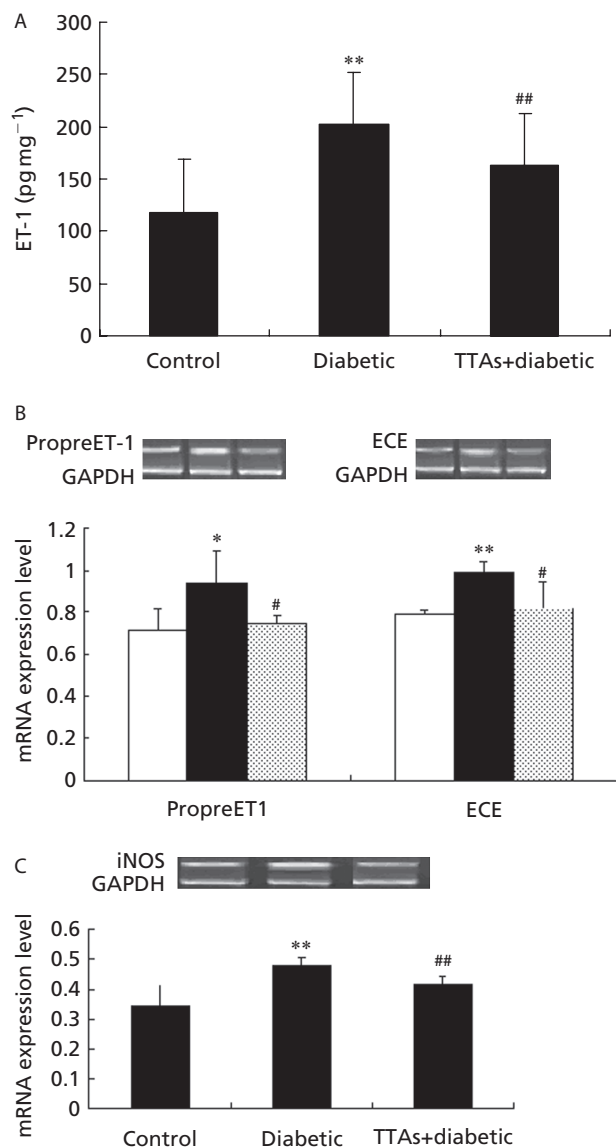 A
300
250
200
150
100
50
0
ET-1 (pg mg⁻¹)
**
##
Control Diabetic TTAs+diabetic
B
PropreET-1
GAPDH
ECE
GAPDH
1.2
1
0.8
0.6
0.4
0.2
0
mRNA expression level
*
#
**
#
PropreET1 ECE
C
iNOS
GAPDH
0.6
0.5
0.4
0.3
0.2
0.1
0
mRNA expression level
**
##
Control Diabetic TTAs+diabetic